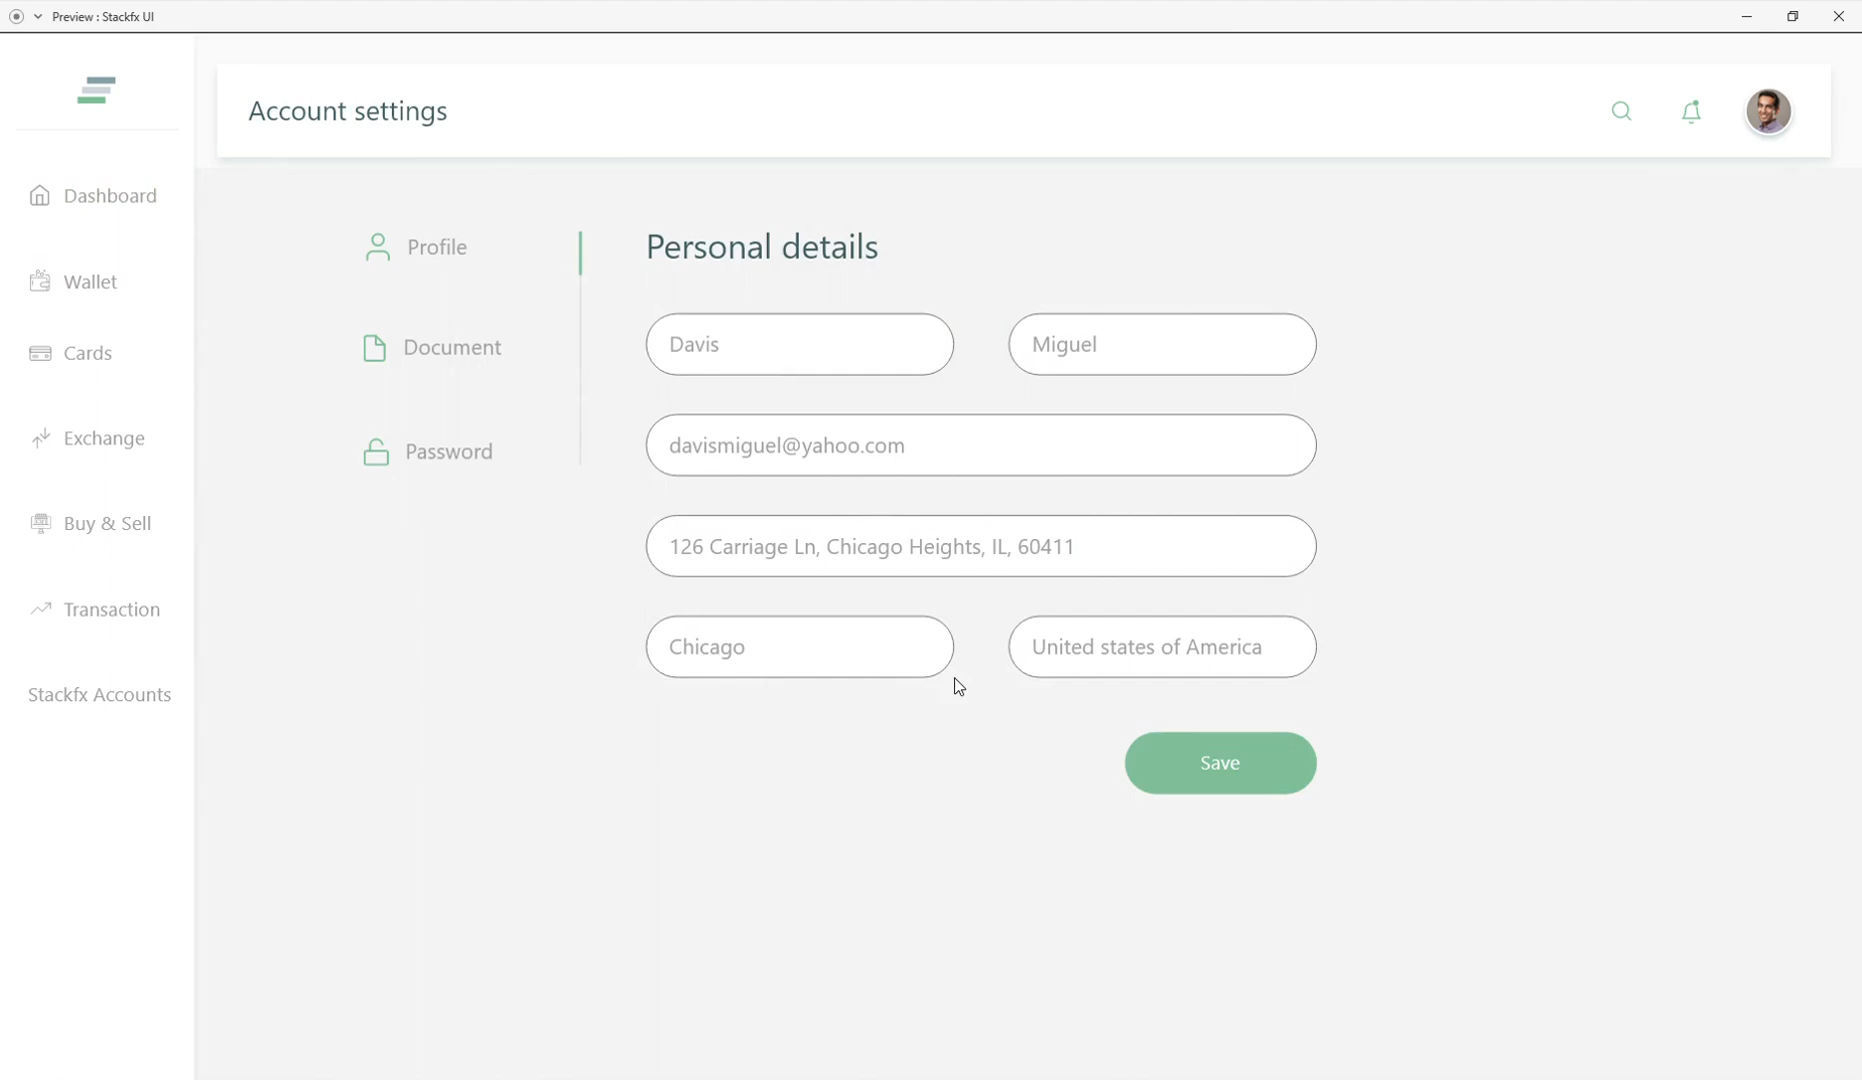 Preview : Stackfx UI
Account settings
Dashboard
Wallet
Cards
Exchange
Buy & Sell
Transaction
Stackfx Accounts
Profile
Document
Password
Personal details
Davis
Miguel
davismiguel@yahoo.com
126 Carriage Ln, Chicago Heights, IL, 60411
Chicago
United states of America
Save